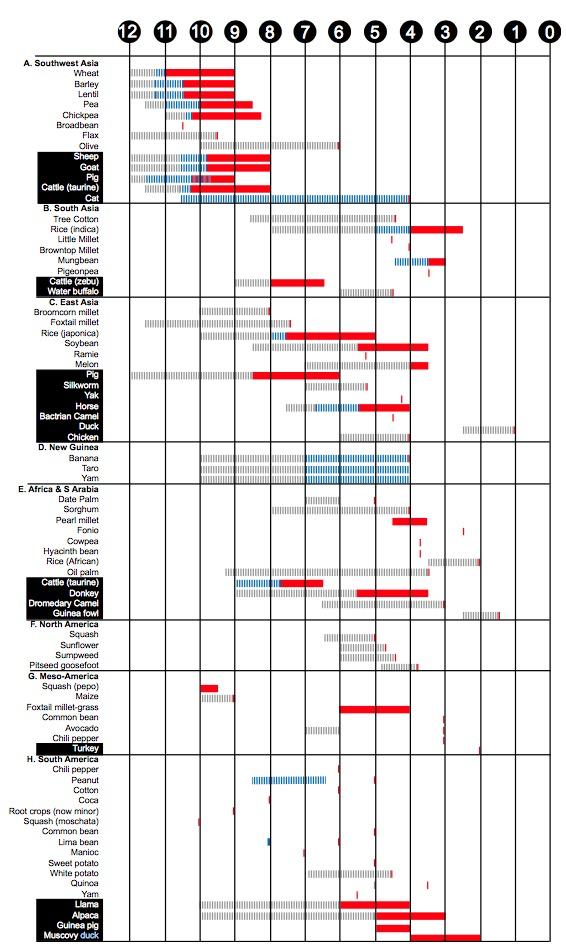 12 11 10 9 8 7 6 5 4 3 2 1 0
A. Southwest Asia
Wheat
Barley
Lentil
Pea
Chickpea
Broadbean
Flax
Olive
Sheep
Goat
Pig
Cattle (taurine)
Cat
B. South Asia
Tree Cotton
Rice (indica)
Little Millet
Browntop Millet
Mungbean
Pigeonpea
Cattle (zebu)
Water buffalo
C. East Asia
Broomcorn millet
Foxtail millet
Rice (japonica)
Soybean
Ramie
Melon
Pig
Silkworm
Yak
Horse
Bactrian Camel
Duck
Chicken
D. New Guinea
Banana
Taro
Yam
E. Africa & S Arabia
Date Palm
Sorghum
Pearl millet
Fonio
Cowpea
Hyacinth bean
Rice (African)
Oil palm
Cattle (taurine)
Donkey
Dromedary Camel
Guinea fowl
F. North America
Squash
Sunflower
Sumpweed
Pitseed goosefoot
G. Meso-America
Squash (pepo)
Maize
Foxtail millet-grass
Common bean
Avocado
Chili pepper
Turkey
H. South America
Chili pepper
Peanut
Cotton
Coca
Root crops (now minor)
Squash (moschata)
Common bean
Lima bean
Manioc
Sweet potato
White potato
Quinoa
Yam
Llama
Alpaca
Guinea pig
Muscovy duck